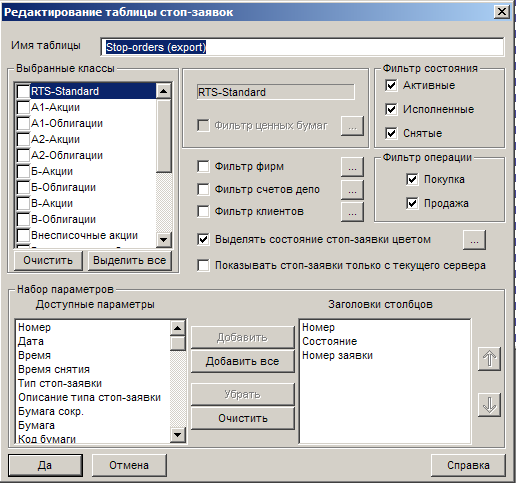 Редактирование таблицы стоп-заявок
Имя таблицы
Stop-orders (export)
Выбранные классы
RTS-Standard
А1-Акции
А1-Облигации
А2-Акции
А2-Облигации
Б-Акции
Б-Облигации
В-Акции
В-Облигации
Внесписочные акции
Очистить
Выделить все
RTS-Standard
Фильтр ценных бумаг
...
Фильтр состояния
Активные
Исполненные
Снятые
Фильтр операции
Покупка
Продажа
Фильтр фирм
...
Фильтр счетов депо
...
Фильтр клиентов
...
Выделять состояние стоп-заявки цветом
...
Показывать стоп-заявки только с текущего сервера
Набор параметров
Доступные параметры
Номер
Дата
Время
Время снятия
Тип стоп-заявки
Описание типа стоп-заявки
Бумага сокр.
Бумага
Код бумаги
Добавить
Добавить все
Убрать
Очистить
Заголовки столбцов
Номер
Состояние
Номер заявки
Да
Отмена
Справка